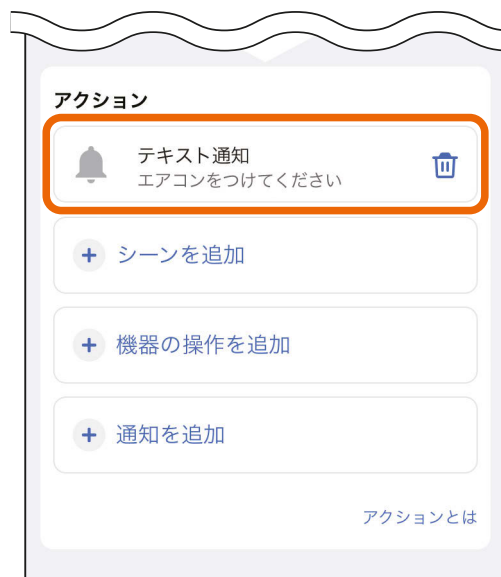 アクション
テキスト通知
エアコンをつけてください
シーンを追加
機器の操作を追加
通知を追加
アクションとは